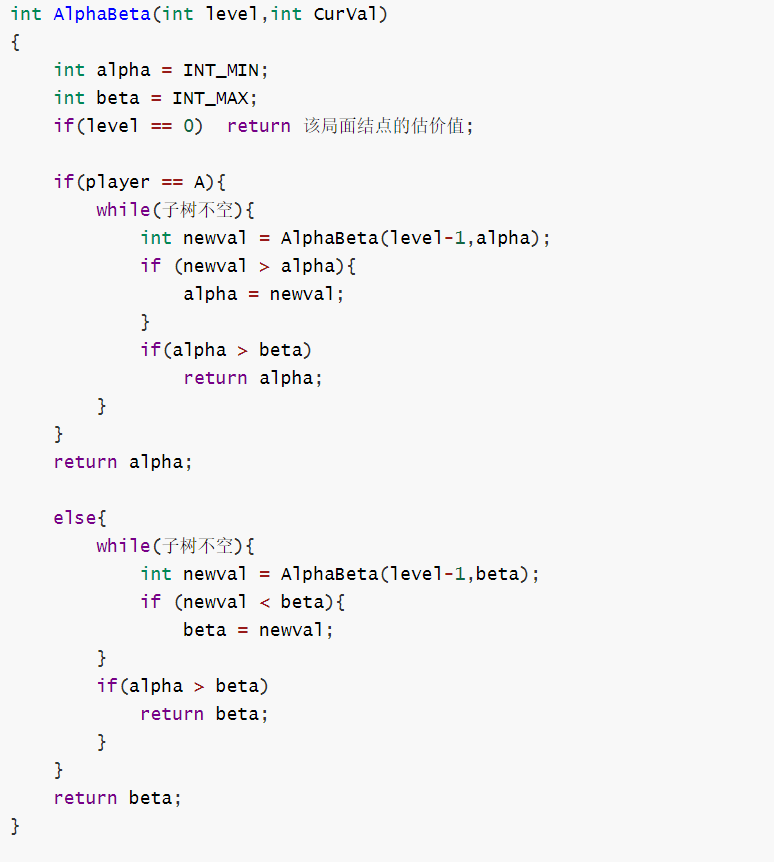 int AlphaBeta(int level,int CurVal)
{
    int alpha = INT_MIN;
    int beta = INT_MAX;
    if(level == 0)  return 该局面结点的估价值;

    if(player == A){
        while(子树不空){
            int newval = AlphaBeta(level-1,alpha);
            if (newval > alpha){
                alpha = newval;
            }
            if(alpha > beta)
                return alpha;
        }
    }
    return alpha;

    else{
        while(子树不空){
            int newval = AlphaBeta(level-1,beta);
            if (newval < beta){
                beta = newval;
        }
        if(alpha > beta)
            return beta;
        }
    }
    return beta;
}